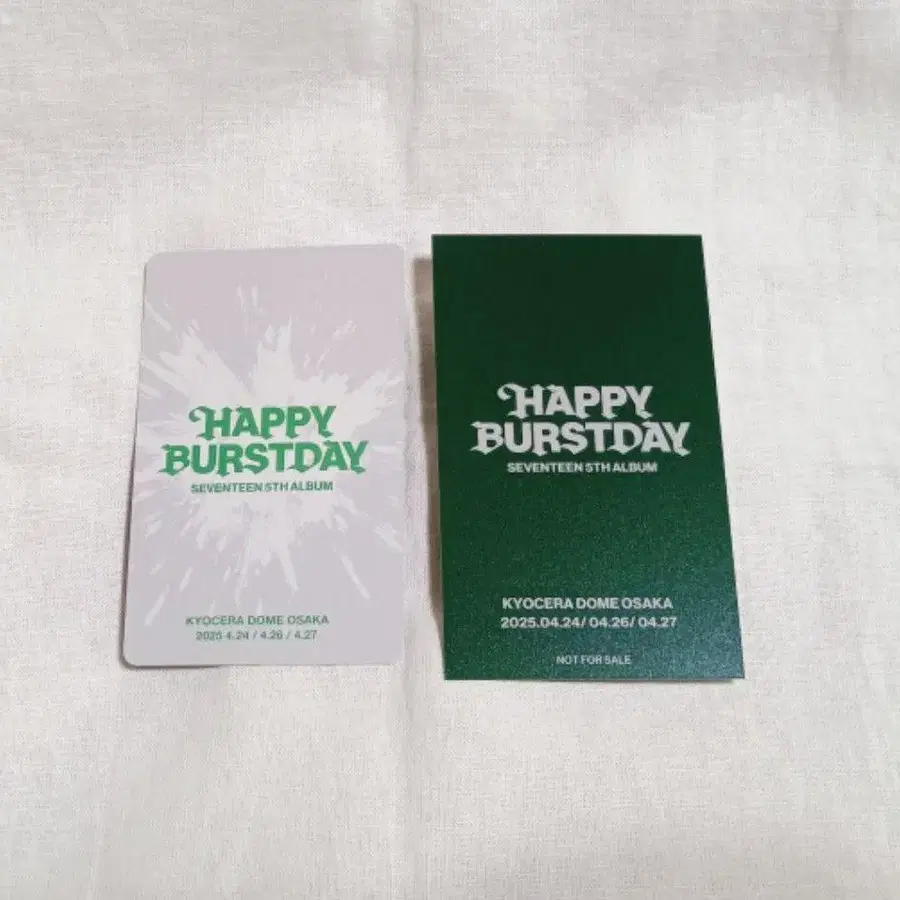 HAPPY
BURSTDAY
SEVENTEEN 5TH ALBUM
KYOCERA DOME OSAKA
2025 4.24 / 4.26 / 4.27
HAPPY
BURSTDAY
SEVENTEEN 5TH ALBUM
KYOCERA DOME OSAKA
2025.04.24/ 04.26/ 04.27
NOT FOR SALE